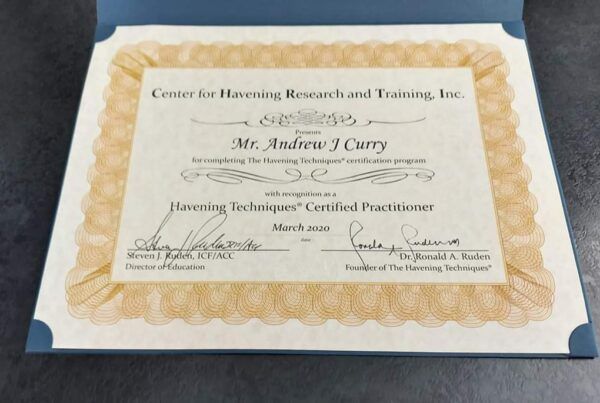 Center for Havening Research and Training, Inc.
Presents
Mr. Andrew J Curry
for completing The Havening Techniques® certification program
with recognition as a
Havening Techniques® Certified Practitioner
March 2020
date
Steven J. Ruden, ICF/ACC
Dr. Ronald A. Ruden
Director of Education
Founder of The Havening Techniques®